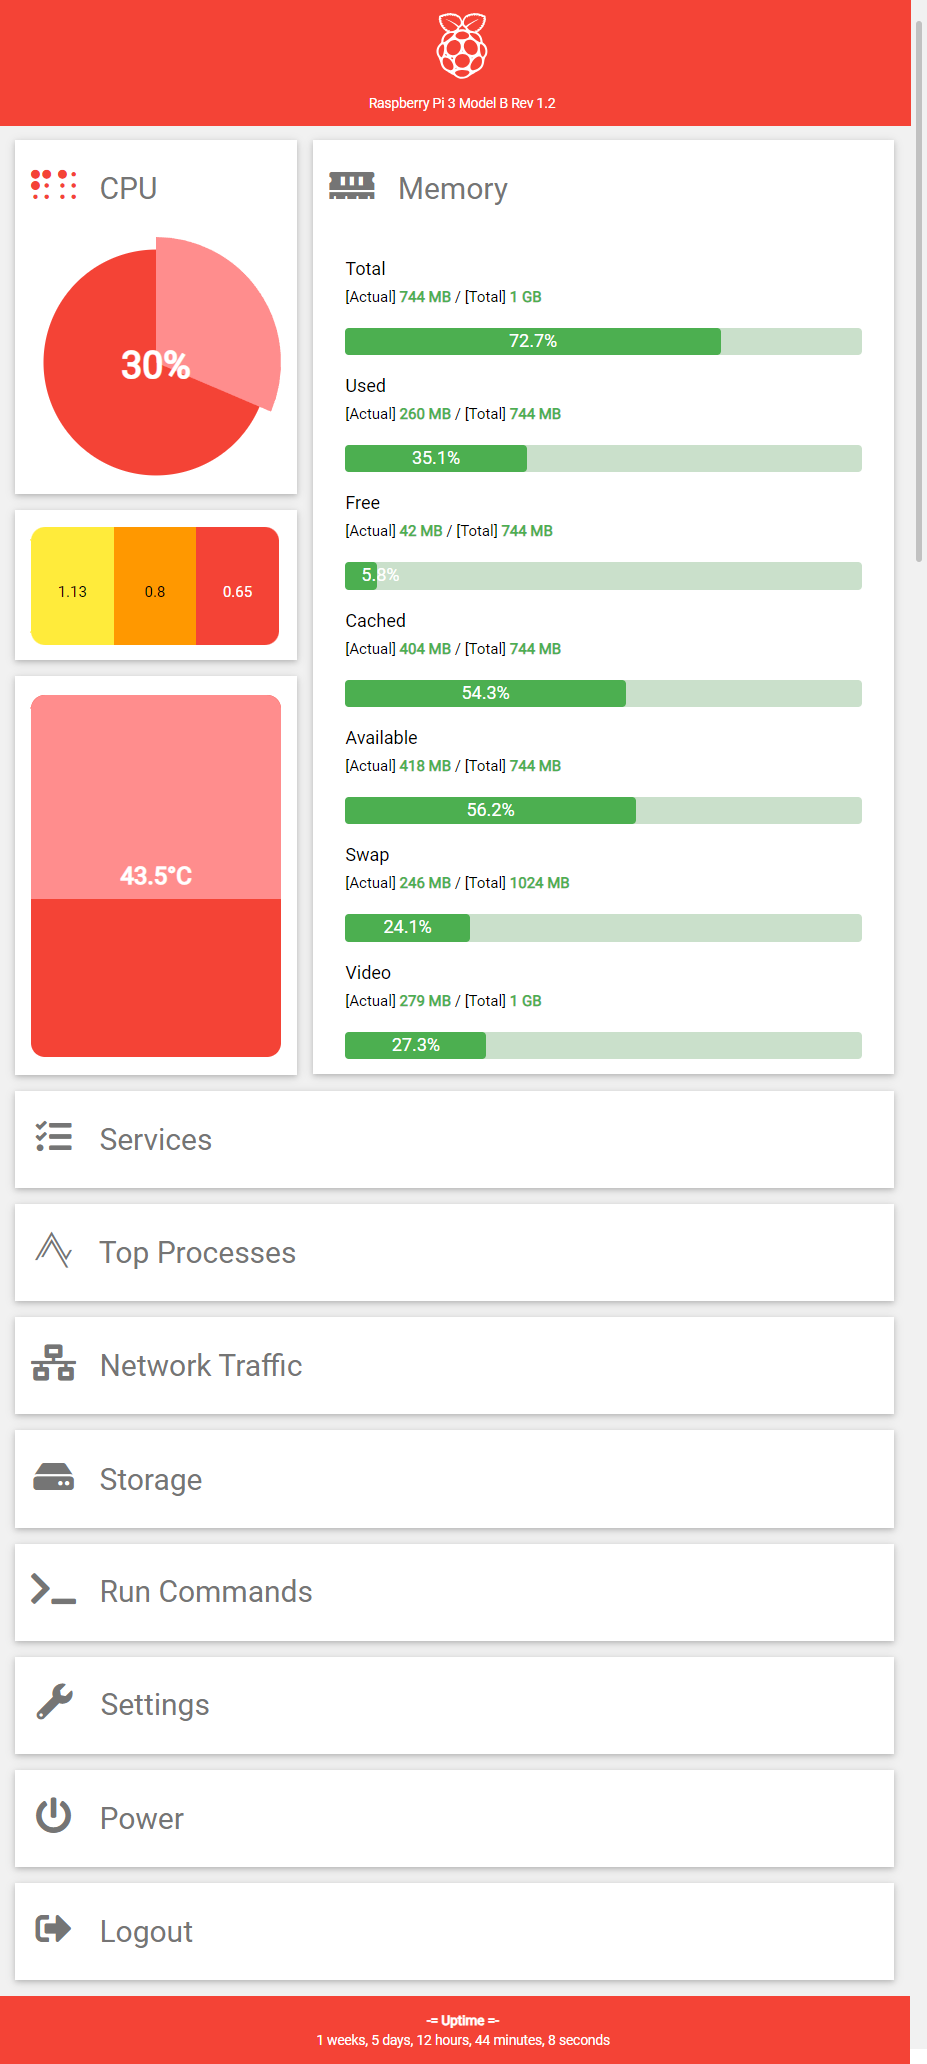 Raspberry Pi 3 Model B Rev 1.2
CPU
30%
1.13 0.8 0.65
43.5°C
Memory
Total
[Actual] 744 MB / [Total] 1 GB
72.7%
Used
[Actual] 260 MB / [Total] 744 MB
35.1%
Free
[Actual] 42 MB / [Total] 744 MB
5.8%
Cached
[Actual] 404 MB / [Total] 744 MB
54.3%
Available
[Actual] 418 MB / [Total] 744 MB
56.2%
Swap
[Actual] 246 MB / [Total] 1024 MB
24.1%
Video
[Actual] 279 MB / [Total] 1 GB
27.3%
Services
Top Processes
Network Traffic
Storage
Run Commands
Settings
Power
Logout
-= Uptime =-
1 weeks, 5 days, 12 hours, 44 minutes, 8 seconds